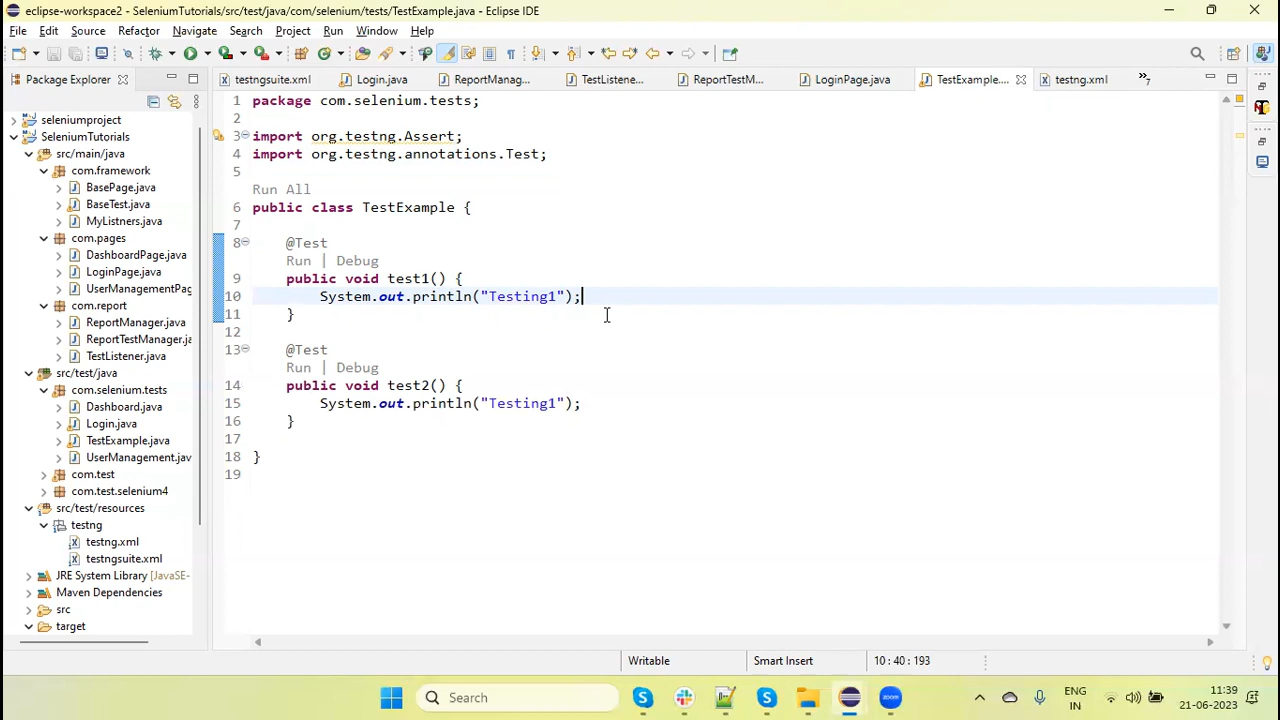 eclipse-workspace2 - SeleniumTutorials/src/test/java/com/selenium/tests/TestExample.java - Eclipse IDE
File Edit Source Refactor Navigate Search Project Run Window Help
Package Explorer
testngsuite.xml Login.java ReportManag... TestListene... ReportTestM... LoginPage.java TestExample.... testng.xml »7
seleniumproject
SeleniumTutorials
src/main/java
com.framework
BasePage.java
BaseTest.java
MyListners.java
com.pages
DashboardPage.java
LoginPage.java
UserManagementPag
com.report
ReportManager.java
ReportTestManager.ja
TestListener.java
src/test/java
com.selenium.tests
Dashboard.java
Login.java
TestExample.java
UserManagement.jav
com.test
com.test.selenium4
src/test/resources
testng
testng.xml
testngsuite.xml
JRE System Library [JavaSE-
Maven Dependencies
src
target
1 package com.selenium.tests;
2
3 import org.testng.Assert;
4 import org.testng.annotations.Test;
5
Run All
6 public class TestExample {
7
8 @Test
Run | Debug
9 public void test1() {
10 System.out.println("Testing1");
11 }
12
13 @Test
Run | Debug
14 public void test2() {
15 System.out.println("Testing1");
16 }
17
18 }
19
Writable Smart Insert 10 : 40 : 193
Search
zoom
ENG
IN
11:39
21-06-2023